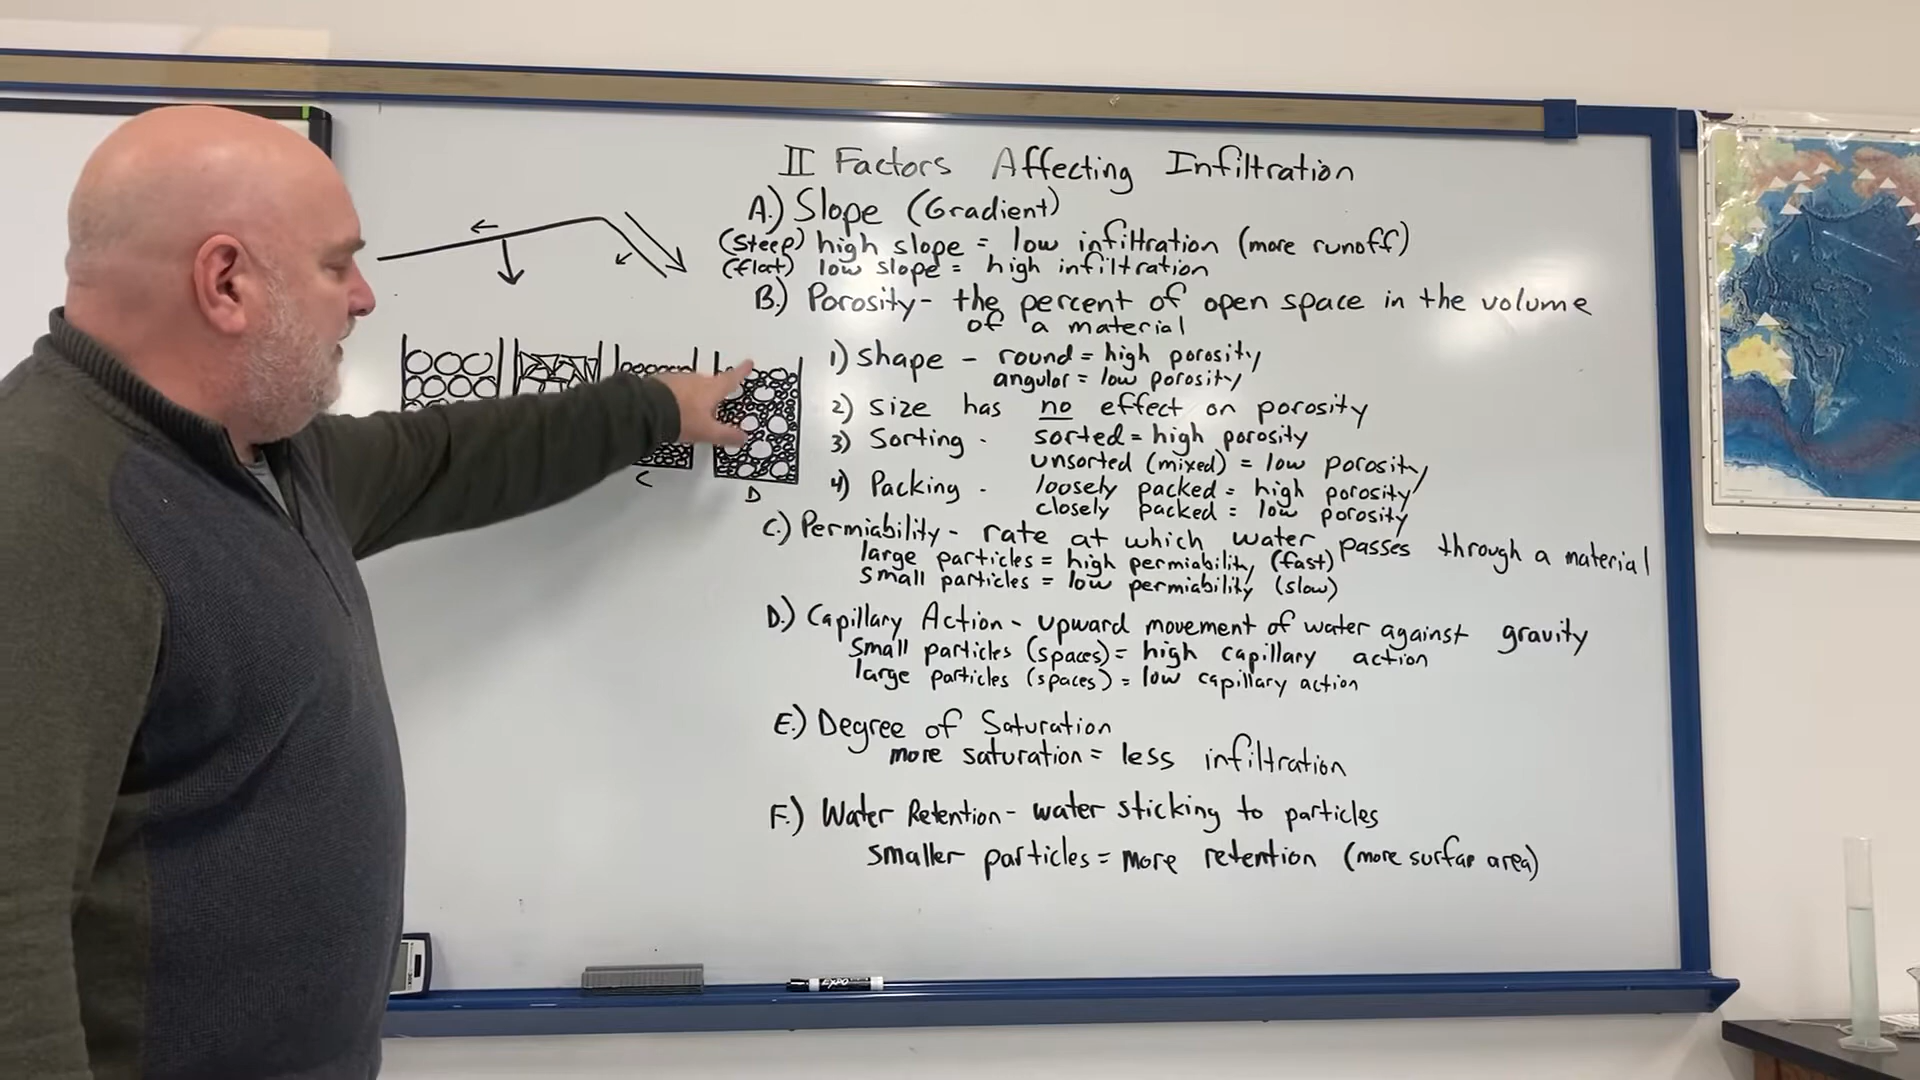 II Factors Affecting Infiltration
A.) Slope (Gradient)
(steep) high slope = low infiltration (more runoff)
(flat) low slope = high infiltration
B.) Porosity - the percent of open space in the volume
of a material
1) Shape - round = high porosity
angular = low porosity
2) Size has no effect on porosity
3) Sorting - sorted = high porosity
unsorted (mixed) = low porosity
4) Packing - loosely packed = high porosity
closely packed = low porosity
C.) Permiability - rate at which water passes through a material
large particles = high permiability (fast)
small particles = low permiability (slow)
D.) Capillary Action - upward movement of water against gravity
small particles (spaces) = high capillary action
large particles (spaces) = low capillary action
E.) Degree of Saturation
more saturation = less infiltration
F.) Water Retention - water sticking to particles
smaller particles = more retention (more surfac area)
C
D
EXPO